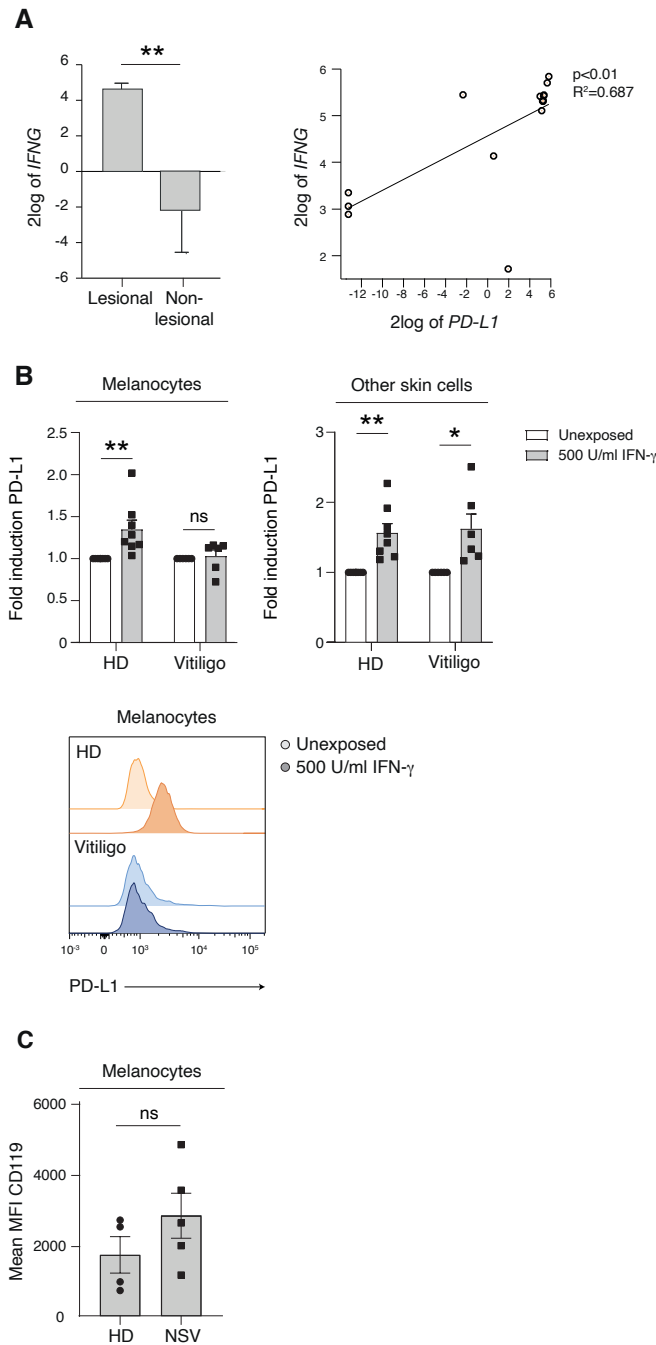 A
**
6
4
2
0
-2
-4
-6
2log of IFNG
Lesional
Non-
lesional
6
5
4
3
2
2log of IFNG
p<0.01
R²=0.687
-12 -10 -8 -6 -4 -2 0 2 4 6
2log of PD-L1
B
Melanocytes
2.5
2.0
1.5
1.0
0.5
0
Fold induction PD-L1
**
ns
HD
Vitiligo
Other skin cells
3
2
1
0
Fold induction PD-L1
**
*
HD
Vitiligo
Unexposed
500 U/ml IFN-γ
Melanocytes
HD
Vitiligo
Unexposed
500 U/ml IFN-γ
10⁻³ 0 10³ 10⁴ 10⁵
PD-L1
C
Melanocytes
6000
4000
2000
0
Mean MFI CD119
ns
HD
NSV